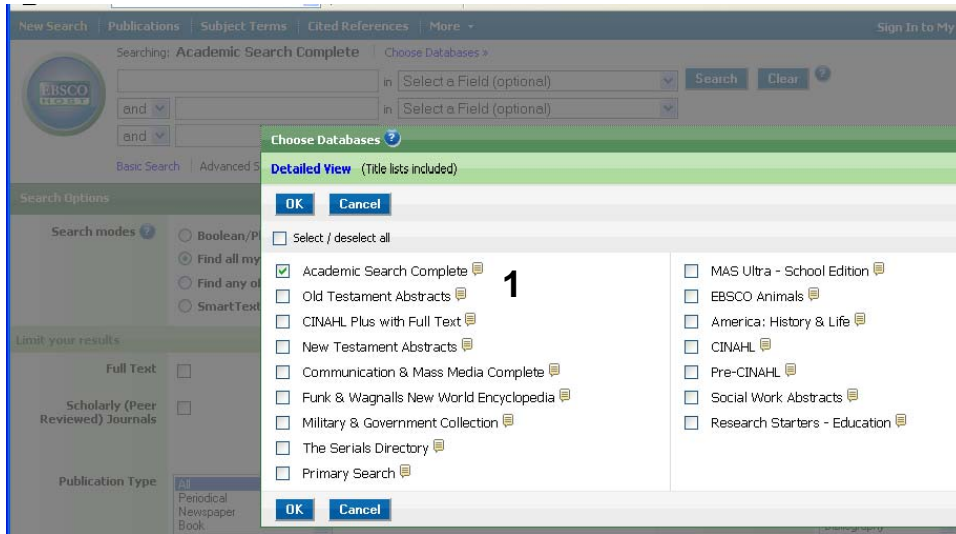 New Search Publications Subject Terms Cited References More Sign In to My
Searching: Academic Search Complete Choose Databases »
EBSCO
HOST
in Select a Field (optional) Search Clear ?
and in Select a Field (optional)
and
Basic Search Advanced S
Choose Databases ?
Detailed View (Title lists included)
OK Cancel
Select / deselect all
Academic Search Complete
Old Testament Abstracts
CINAHL Plus with Full Text
New Testament Abstracts
Communication & Mass Media Complete
Funk & Wagnalls New World Encyclopedia
Military & Government Collection
The Serials Directory
Primary Search
1
MAS Ultra - School Edition
EBSCO Animals
America: History & Life
CINAHL
Pre-CINAHL
Social Work Abstracts
Research Starters - Education
OK Cancel
Search Options
Search modes ?
Boolean/P
Find all my
Find any of
SmartText
Limit your results
Full Text
Scholarly (Peer
Reviewed) Journals
Publication Type
All
Periodical
Newspaper
Book